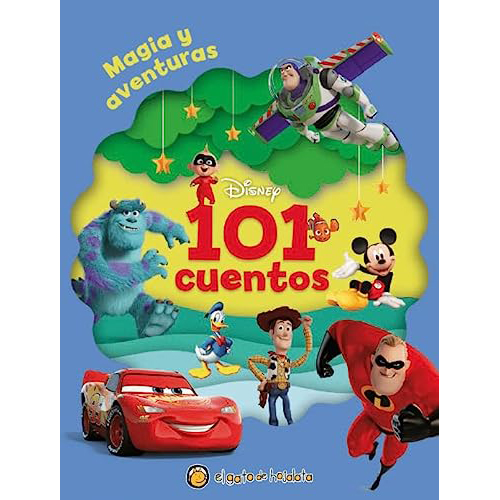 Magia y
aventuras
Disney
101
cuentos
el gato de hojalata